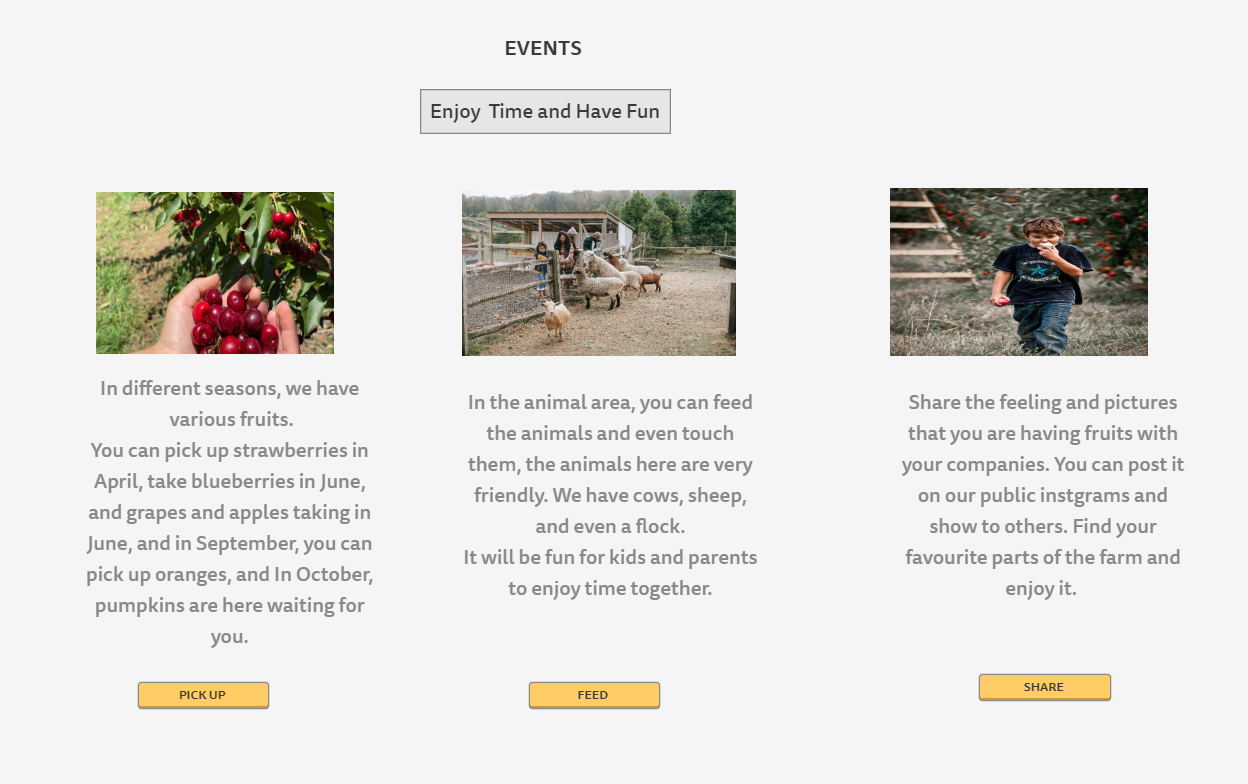 EVENTS
Enjoy  Time and Have Fun
In different seasons, we have
various fruits.
You can pick up strawberries in
April, take blueberries in June,
and grapes and apples taking in
June, and in September, you can
pick up oranges, and In October,
pumpkins are here waiting for
you.
PICK UP
In the animal area, you can feed
the animals and even touch
them, the animals here are very
friendly. We have cows, sheep,
and even a flock.
It will be fun for kids and parents
to enjoy time together.
FEED
Share the feeling and pictures
that you are having fruits with
your companies. You can post it
on our public instgrams and
show to others. Find your
favourite parts of the farm and
enjoy it.
SHARE